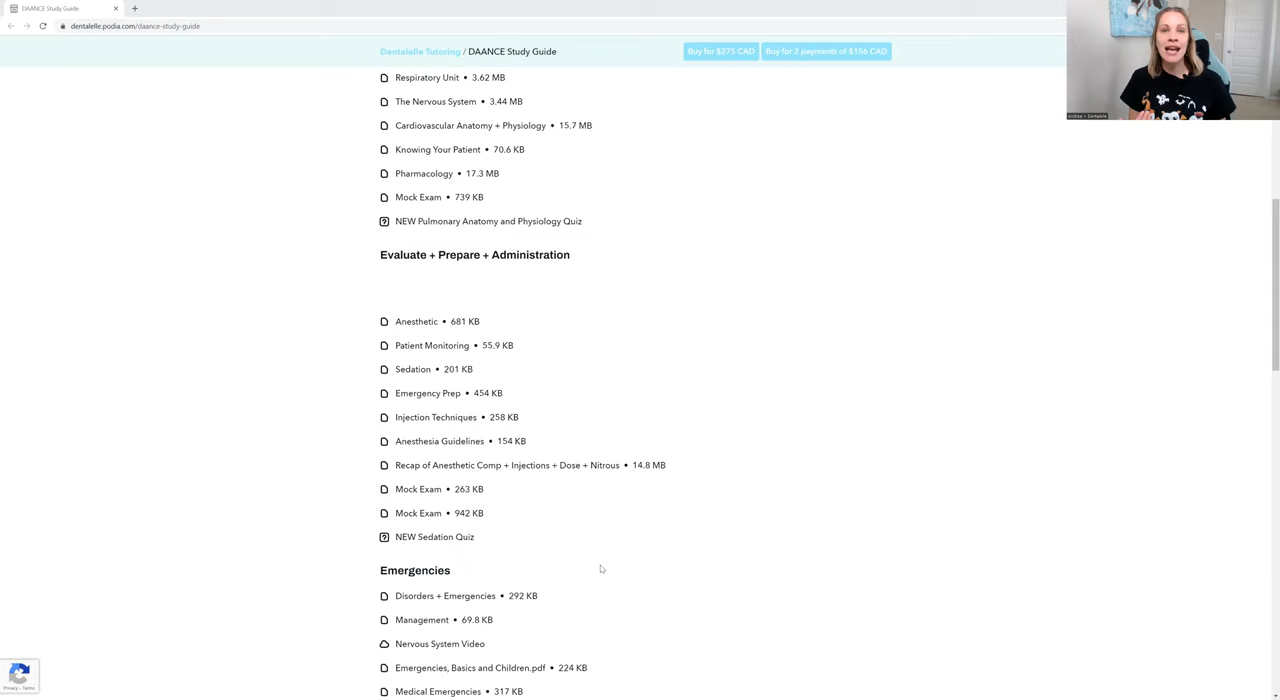 DAANCE Study Guide
dentalelle.podia.com/daance-study-guide
Dentalelle Tutoring / DAANCE Study Guide
Buy for $275 CAD
Buy for 2 payments of $156 CAD
Andrea + Dentalelle
Respiratory Unit • 3.62 MB
The Nervous System • 3.44 MB
Cardiovascular Anatomy + Physiology • 15.7 MB
Knowing Your Patient • 70.6 KB
Pharmacology • 17.3 MB
Mock Exam • 739 KB
NEW Pulmonary Anatomy and Physiology Quiz
Evaluate + Prepare + Administration
Anesthetic • 681 KB
Patient Monitoring • 55.9 KB
Sedation • 201 KB
Emergency Prep • 454 KB
Injection Techniques • 258 KB
Anesthesia Guidelines • 154 KB
Recap of Anesthetic Comp + Injections + Dose + Nitrous • 14.8 MB
Mock Exam • 263 KB
Mock Exam • 942 KB
NEW Sedation Quiz
Emergencies
Disorders + Emergencies • 292 KB
Management • 69.8 KB
Nervous System Video
Emergencies, Basics and Children.pdf • 224 KB
Medical Emergencies • 317 KB
Privacy - Terms